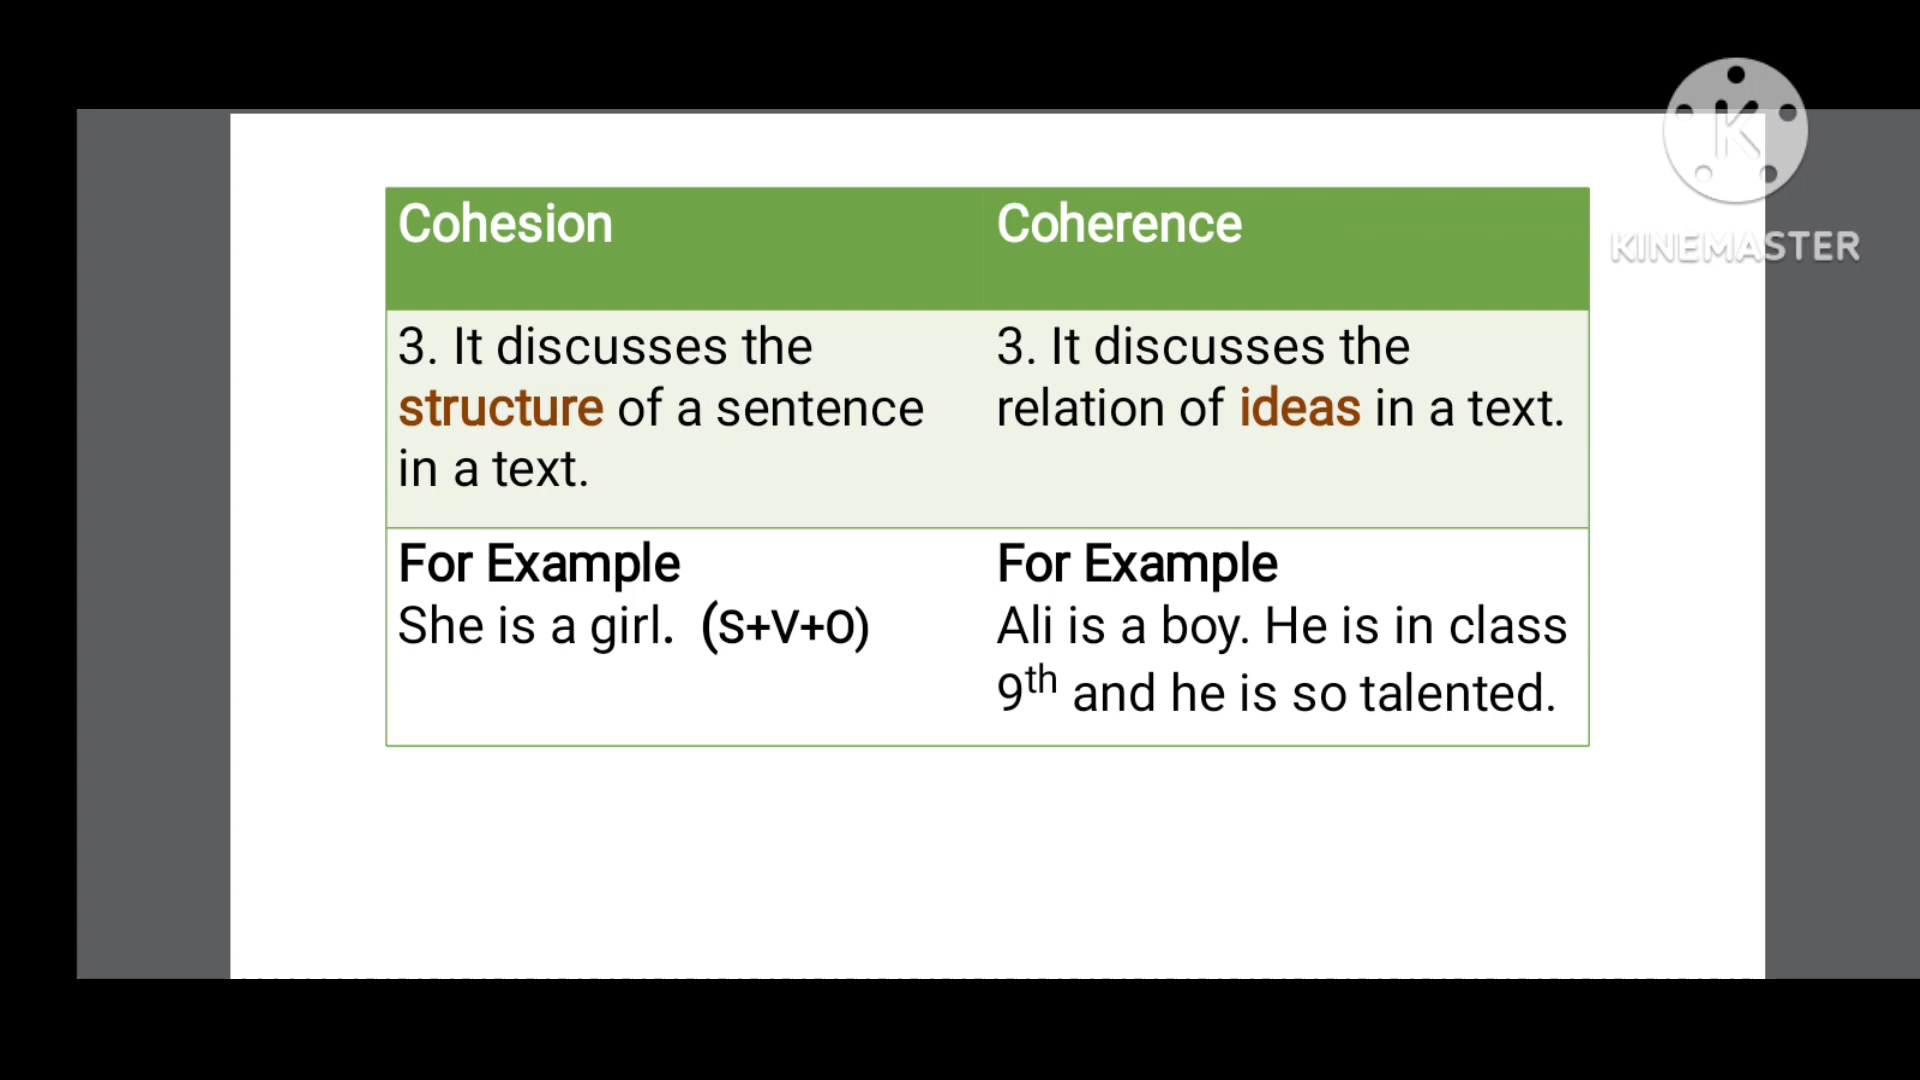 Cohesion
Coherence
3. It discusses the
structure of a sentence
in a text.
3. It discusses the
relation of ideas in a text.
For Example
She is a girl. (S+V+O)
For Example
Ali is a boy. He is in class
9th and he is so talented.
K
KINEMASTER